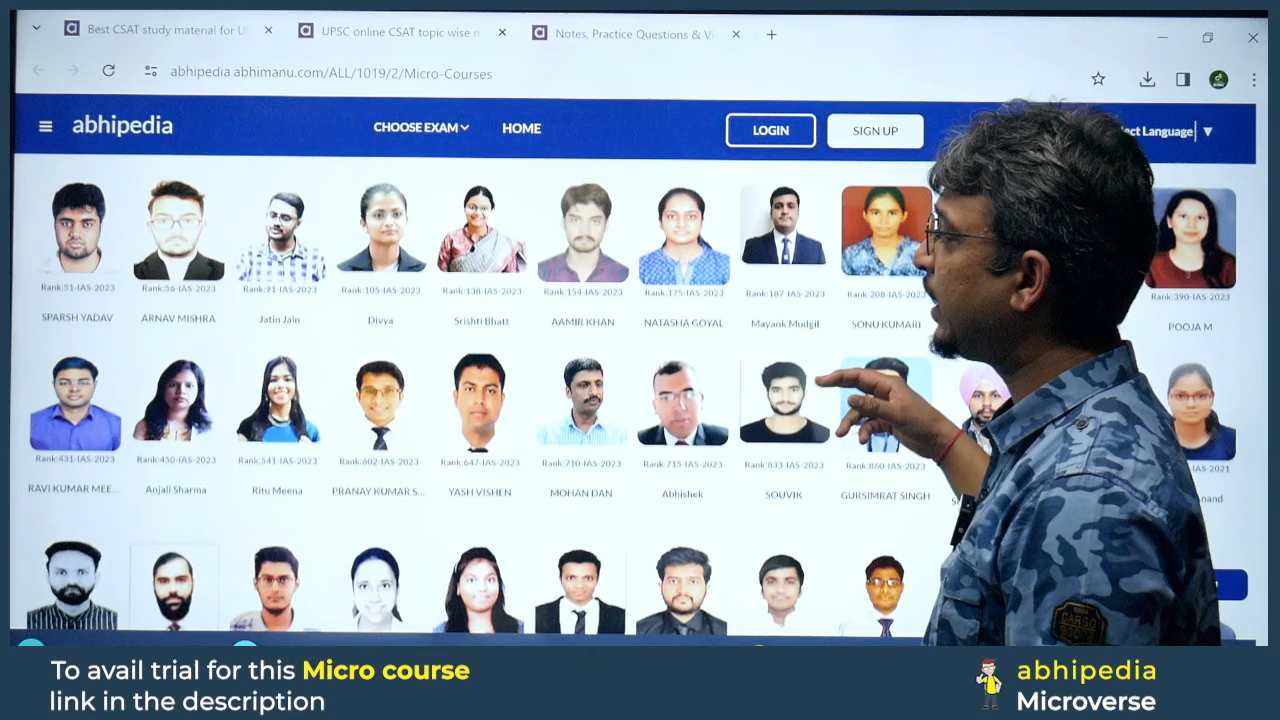 Best CSAT study material for U
UPSC online CSAT topic wise n
Notes, Practice Questions & Vi
abhipedia.abhimanu.com/ALL/1019/2/Micro-Courses
abhipedia
CHOOSE EXAM
HOME
LOGIN
SIGN UP
ect Language
Rank:51-IAS-2023
Rank:56-IAS-2023
Rank:91-IAS-2023
Rank:105-IAS-2023
Rank:138-IAS-2023
Rank:154-IAS-2023
Rank:175-IAS-2023
Rank:187-IAS-2023
Rank:208-IAS-2023
Rank:390-IAS-2023
SPARSH YADAV
ARNAV MISHRA
Jatin Jain
Divya
Srishti Bhatt
AAMIR KHAN
NATASHA GOYAL
Mayank Mudgil
SONU KUMARI
POOJA M
Rank:431-IAS-2023
Rank:450-IAS-2023
Rank:541-IAS-2023
Rank:602-IAS-2023
Rank:647-IAS-2023
Rank:710-IAS-2023
Rank:715-IAS-2023
Rank:833-IAS-2023
Rank:860-IAS-2023
-IAS-2021
RAVI KUMAR MEE...
Anjali Sharma
Ritu Meena
PRANAY KUMAR S...
YASH VISHEN
MOHAN DAN
Abhishek
SOUVIK
GURSIMRAT SINGH
nand
CARGO
To avail trial for this Micro course
link in the description
abhipedia
Microverse